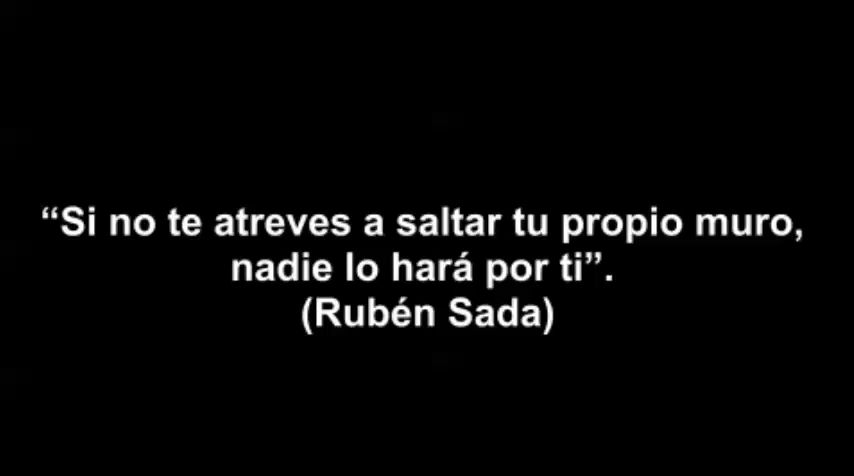 “Si no te atreves a saltar tu propio muro,
nadie lo hará por ti”.
(Rubén Sada)